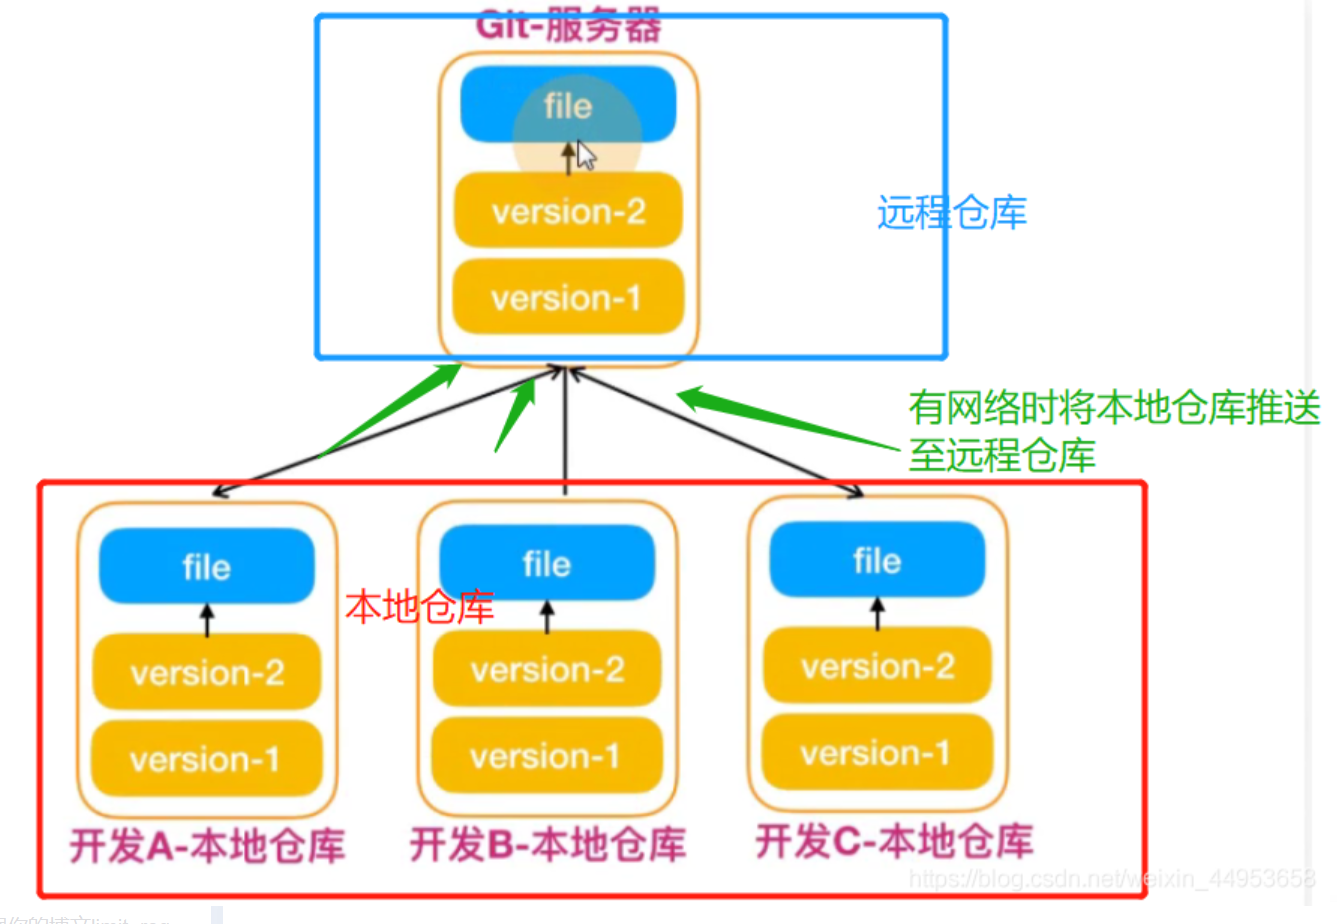 Git-服务器
file
version-2
远程仓库
version-1
有网络时将本地仓库推送
至远程仓库
file
file
file
本地仓库
version-2
version-2
version-2
version-1
version-1
version-1
开发A-本地仓库
开发B-本地仓库
开发C-本地仓库
https://blog.csdn.net/weixin_44953658